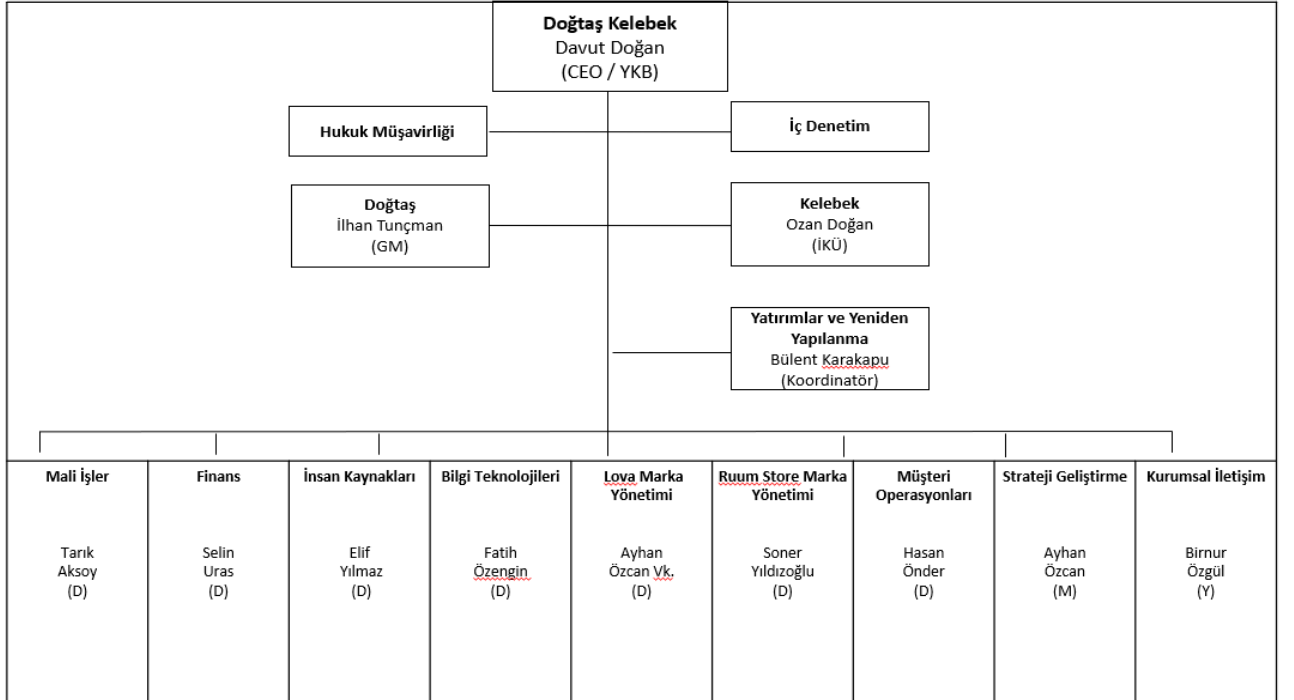 Doğtaş Kelebek
Davut Doğan
(CEO / YKB)
Hukuk Müşavirliği
İç Denetim
Doğtaş
İlhan Tunçman
(GM)
Kelebek
Ozan Doğan
(İKÜ)
Yatırımlar ve Yeniden
Yapılanma
Bülent Karakapu
(Koordinatör)
Mali İşler
Tarık
Aksoy
(D)
Finans
Selin
Uras
(D)
İnsan Kaynakları
Elif
Yılmaz
(D)
Bilgi Teknolojileri
Fatih
Özengin
(D)
Lova Marka
Yönetimi
Ayhan
Özcan Vk.
(D)
Ruum Store Marka
Yönetimi
Soner
Yıldızoğlu
(D)
Müşteri
Operasyonları
Hasan
Önder
(D)
Strateji Geliştirme
Ayhan
Özcan
(M)
Kurumsal İletişim
Birnur
Özgül
(Y)